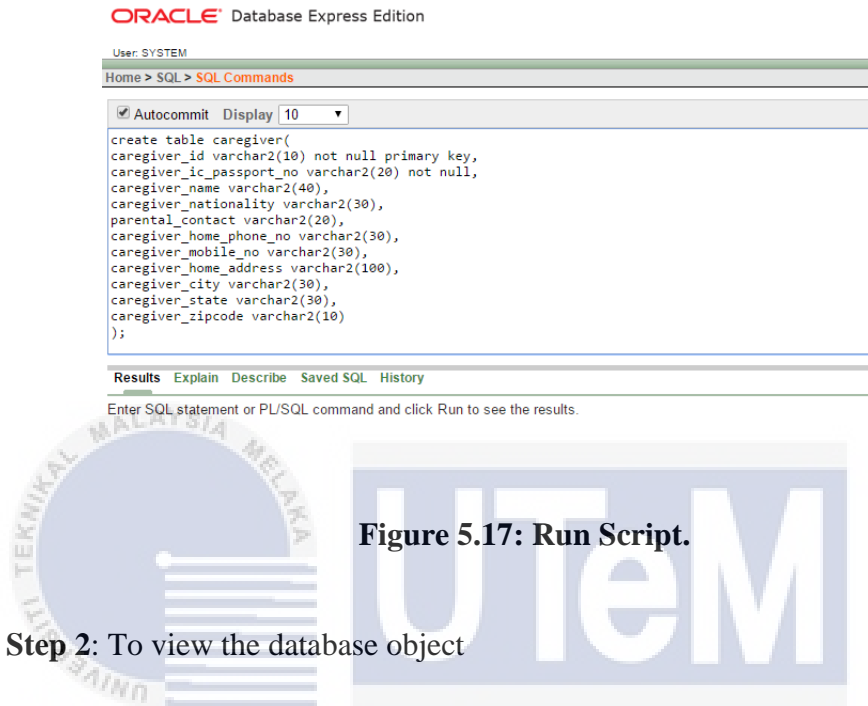 ORACLE Database Express Edition
User: SYSTEM
Home > SQL > SQL Commands
Autocommit Display 10
create table caregiver(
caregiver_id varchar2(10) not null primary key,
caregiver_ic_passport_no varchar2(20) not null,
caregiver_name varchar2(40),
caregiver_nationality varchar2(30),
parental_contact varchar2(20),
caregiver_home_phone_no varchar2(30),
caregiver_mobile_no varchar2(30),
caregiver_home_address varchar2(100),
caregiver_city varchar2(30),
caregiver_state varchar2(30),
caregiver_zipcode varchar2(10)
);
Results Explain Describe Saved SQL History
Enter SQL statement or PL/SQL command and click Run to see the results.
TEKNIKAL MALAYSIA MELAKA
UTeM
Figure 5.17: Run Script.
Step 2: To view the database object